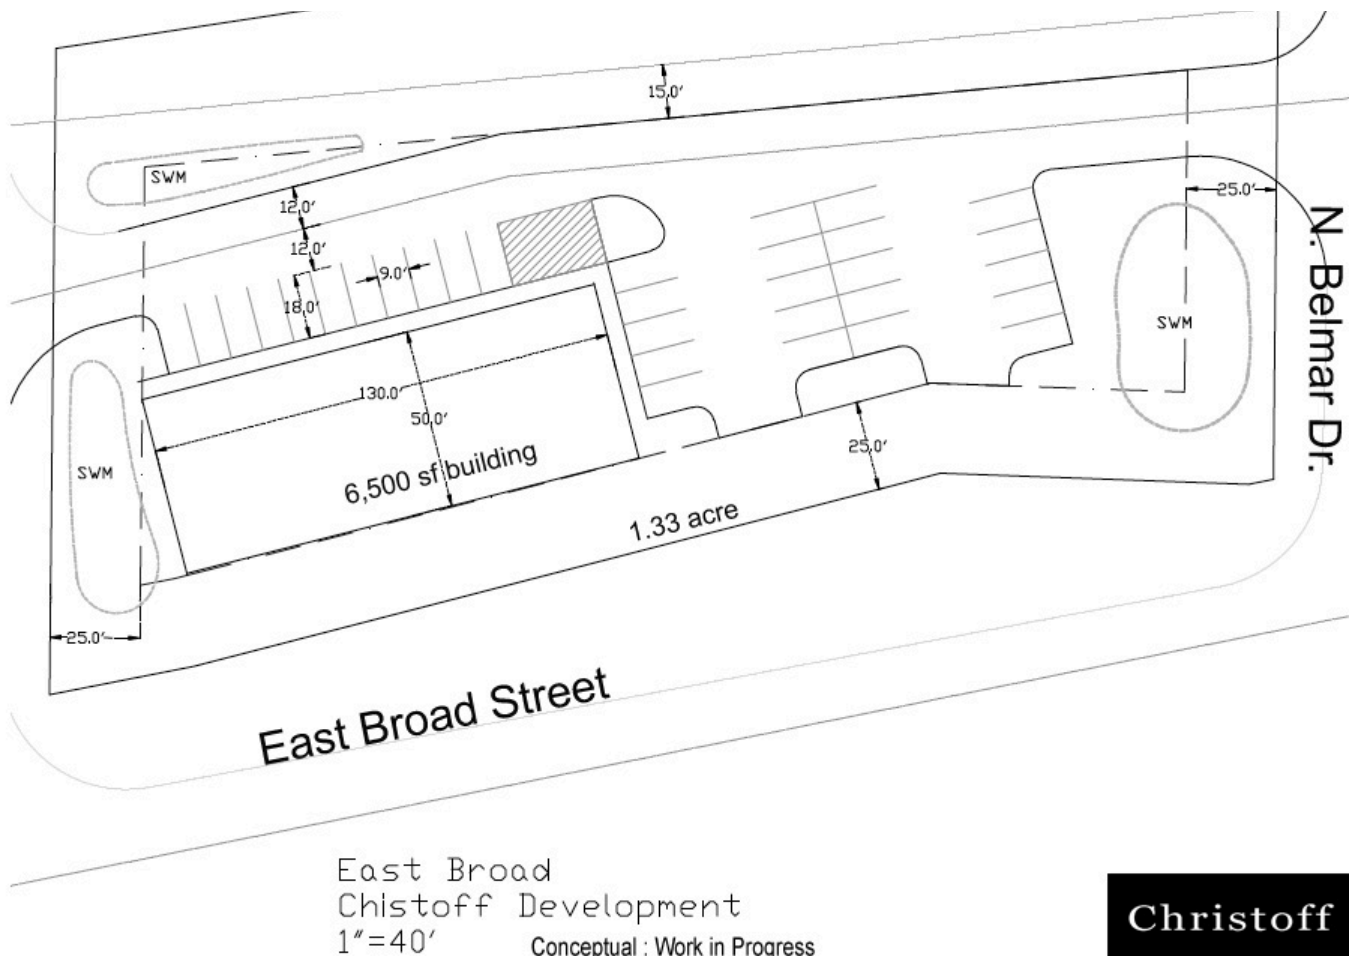 15.0'
SWM
12.0'
12.0'
9.0'
18.0'
25.0'
N. Belmar Dr.
SWM
130.0'
50.0'
6,500 sf building
25.0'
SWM
1.33 acre
25.0'
East Broad Street
East Broad
Chistoff Development
1"=40'
Conceptual : Work in Progress
Christoff